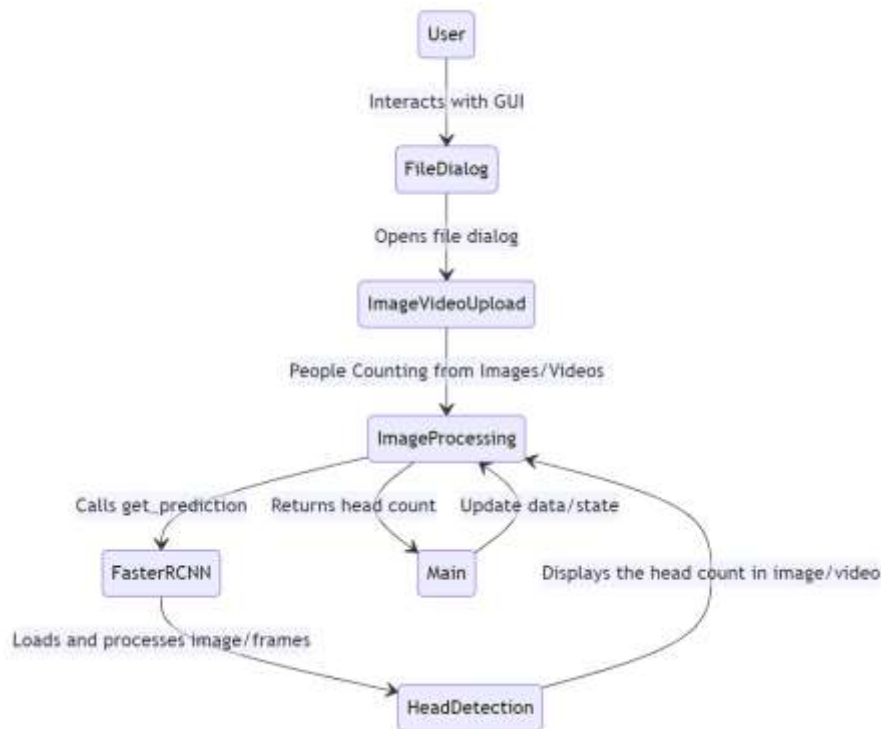 User
Interacts with GUI
FileDialog
Opens file dialog
ImageVideoUpload
People Counting from Images/Videos
ImageProcessing
Calls get_prediction
Returns head count
Update data/state
FasterRCNN
Main
Displays the head count in image/video
Loads and processes image/frames
HeadDetection